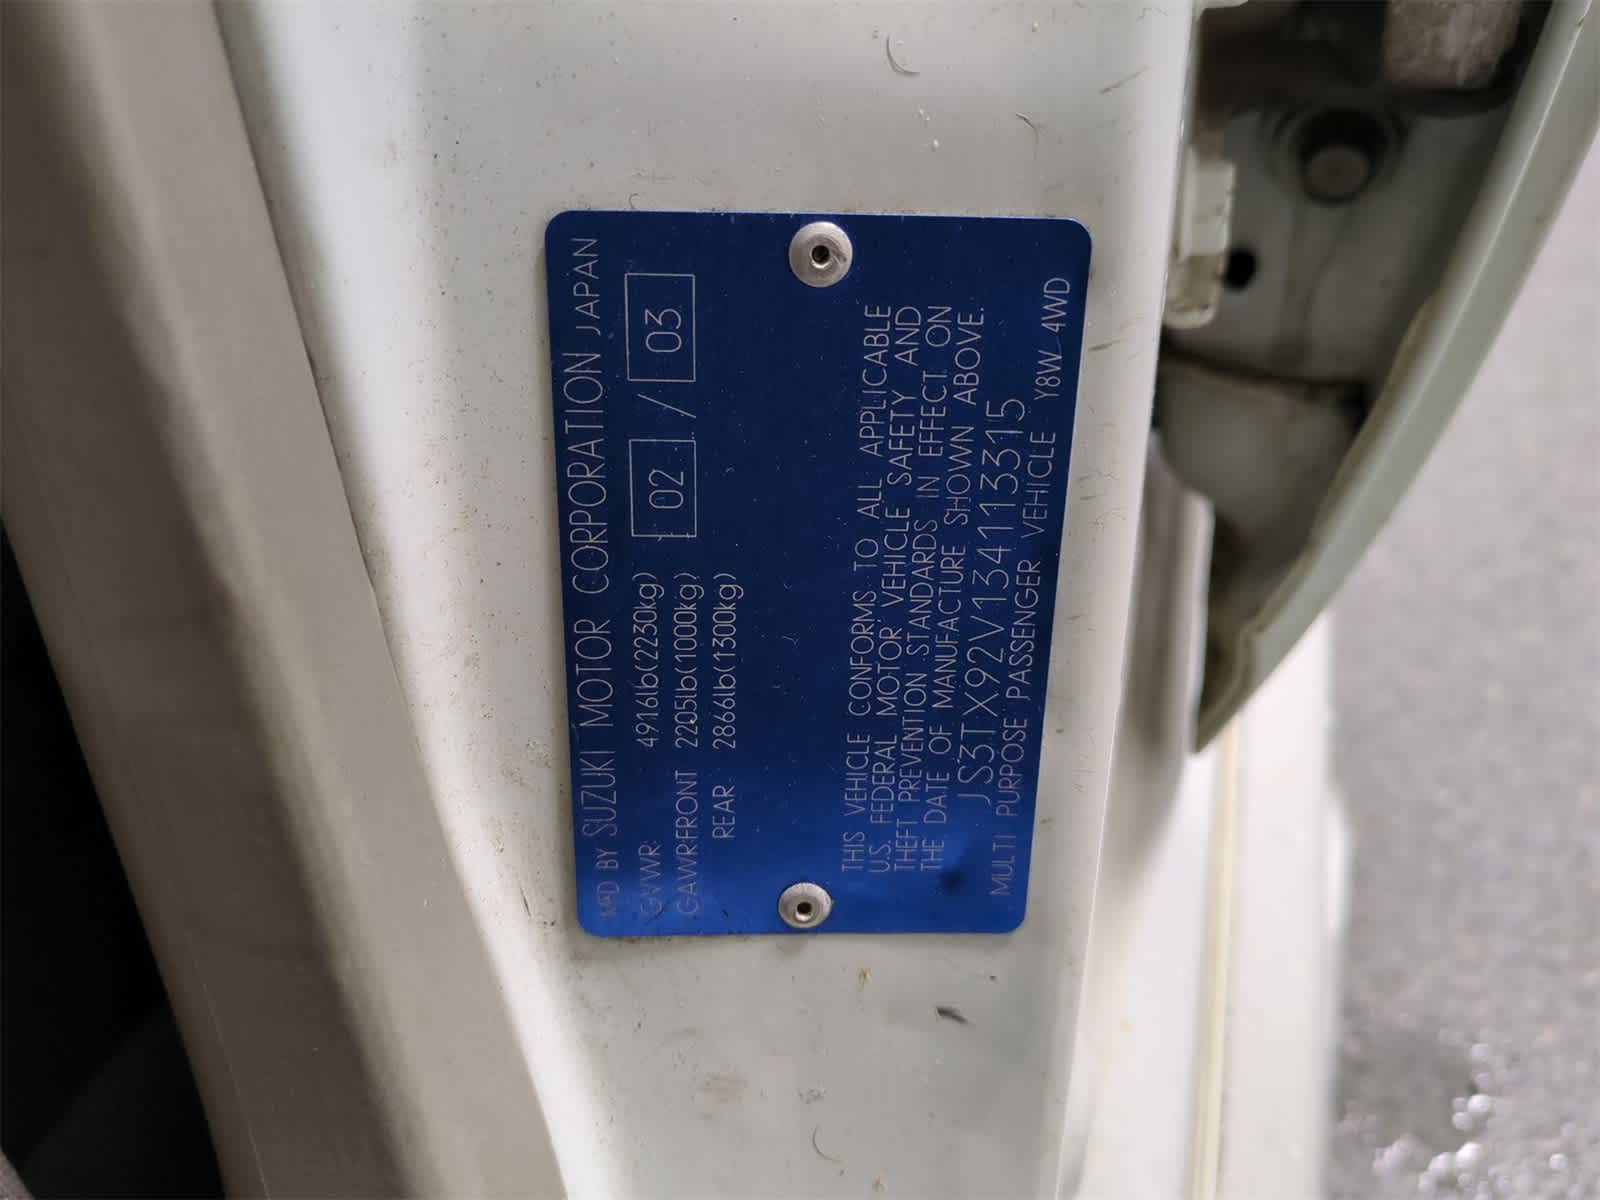 MFD BY SUZUKI MOTOR CORPORATION JAPAN
GVWR: 4916lb(2230kg) 02 / 03
GAWR:FRONT 2205lb(1000kg)
REAR 2866lb(1300kg)
THIS VEHICLE CONFORMS TO ALL APPLICABLE
U.S. FEDERAL MOTOR VEHICLE SAFETY AND
THEFT PREVENTION STANDARDS IN EFFECT ON
THE DATE OF MANUFACTURE SHOWN ABOVE.
JS3TX92V134113315
MULTI PURPOSE PASSENGER VEHICLE Y8W 4WD